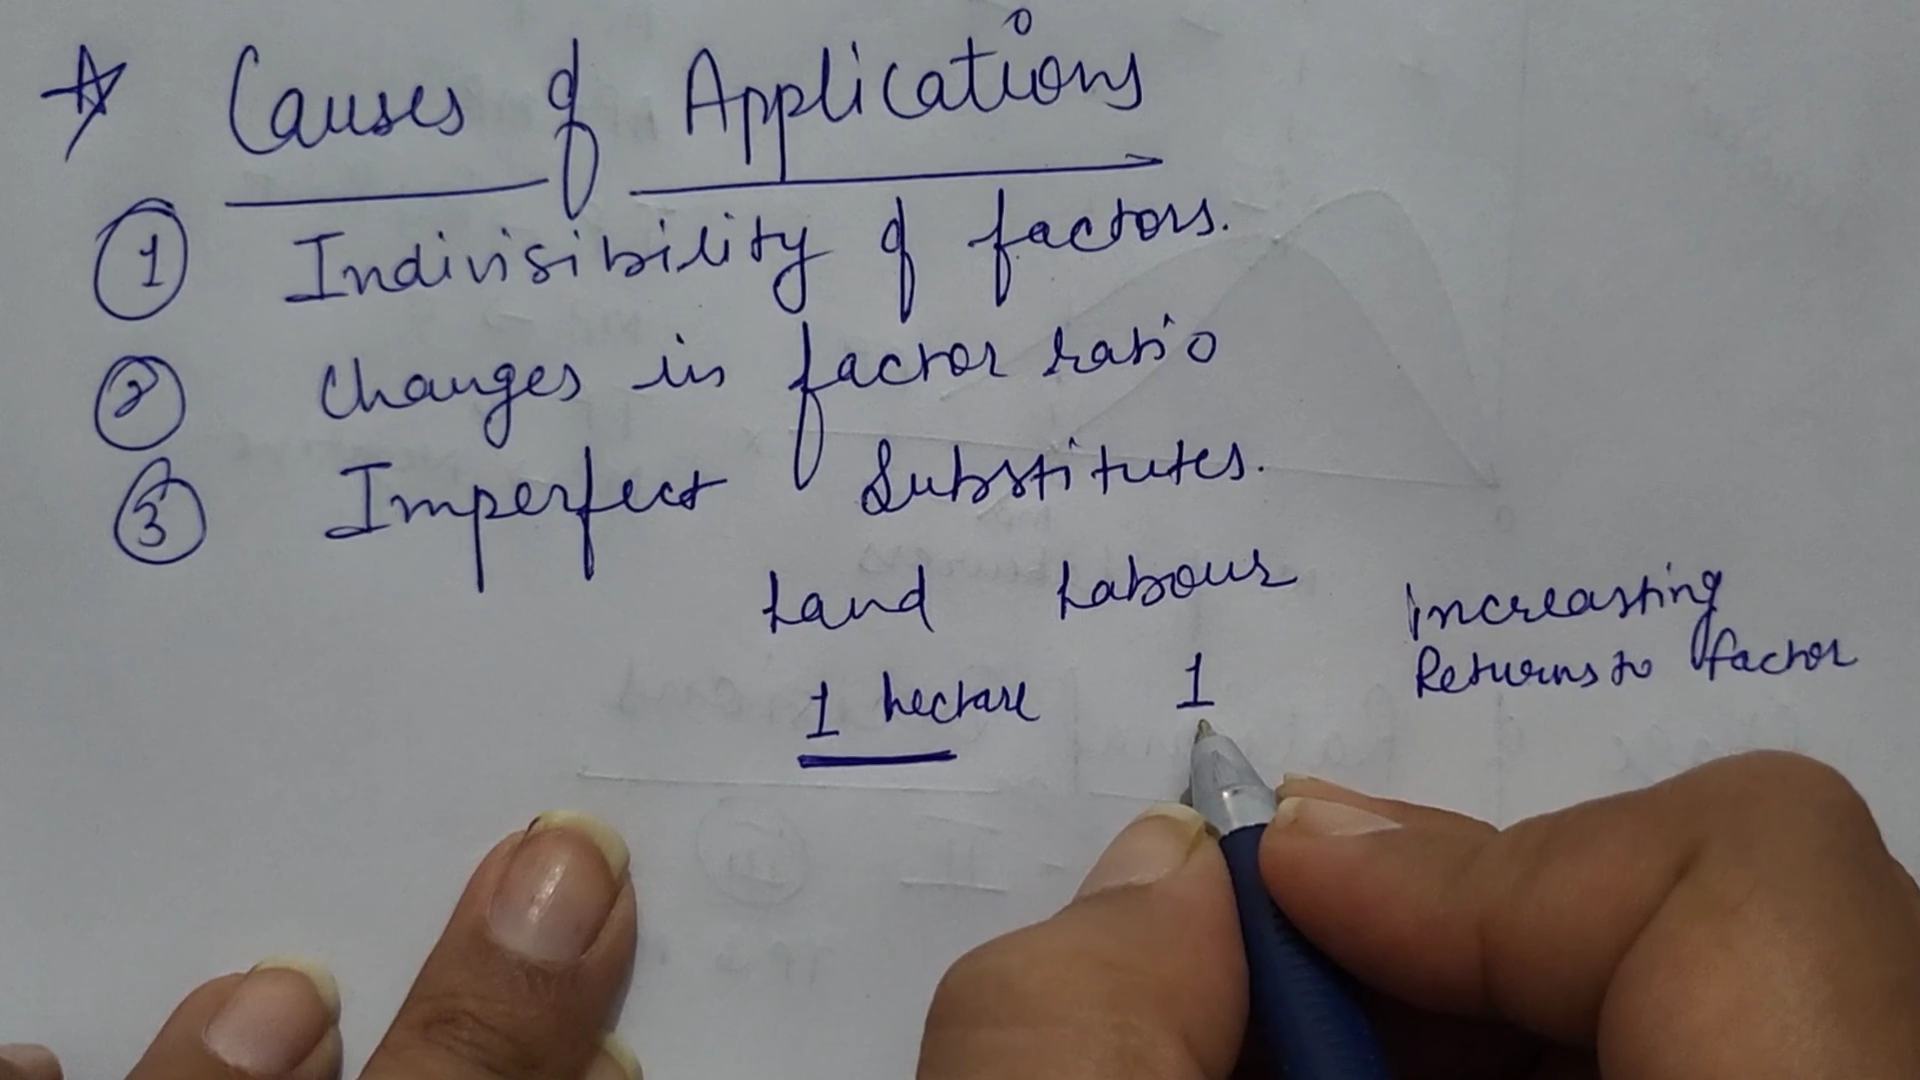 Causes of Applications
1 Indivisibility of factors.
2 Changes in factor ratio
3 Imperfect Substitutes.
Land Labour
1 hectare 1
Increasing
Returns to factor